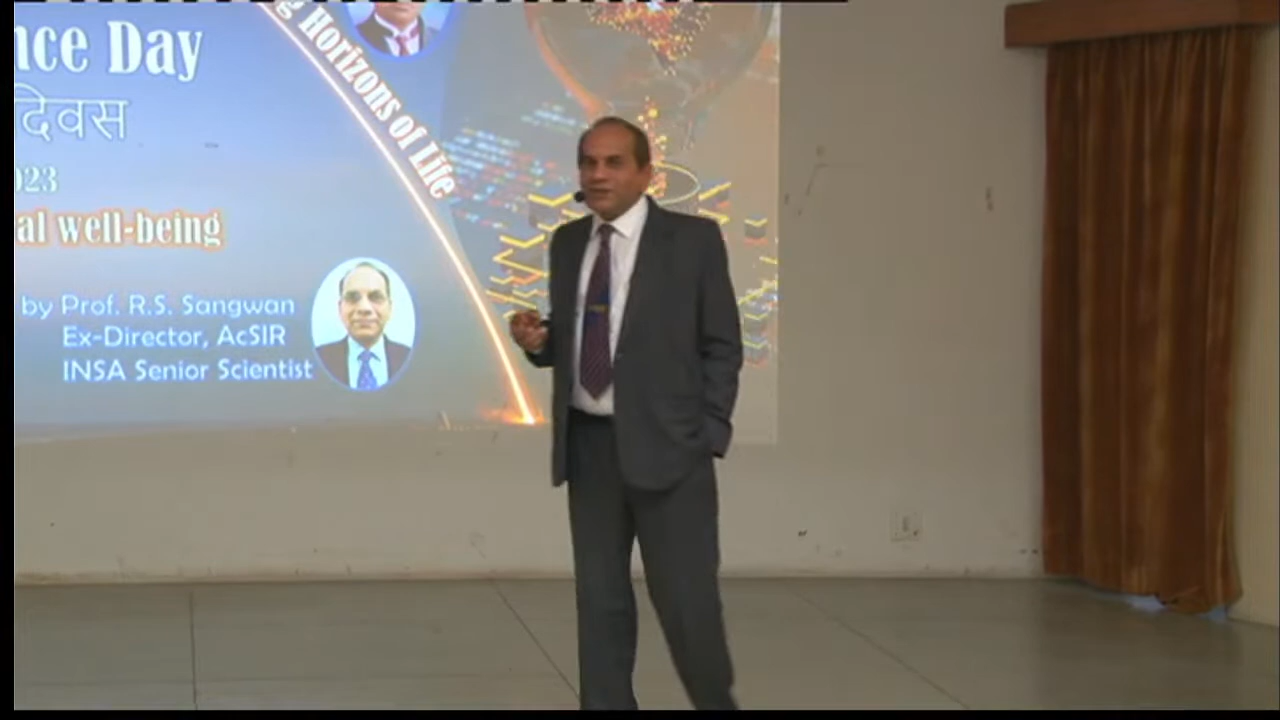 nce Day
दिवस
023
al well-being
g Horizons of Life
by Prof. R.S. Sangwan
Ex-Director, AcSIR
INSA Senior Scientist